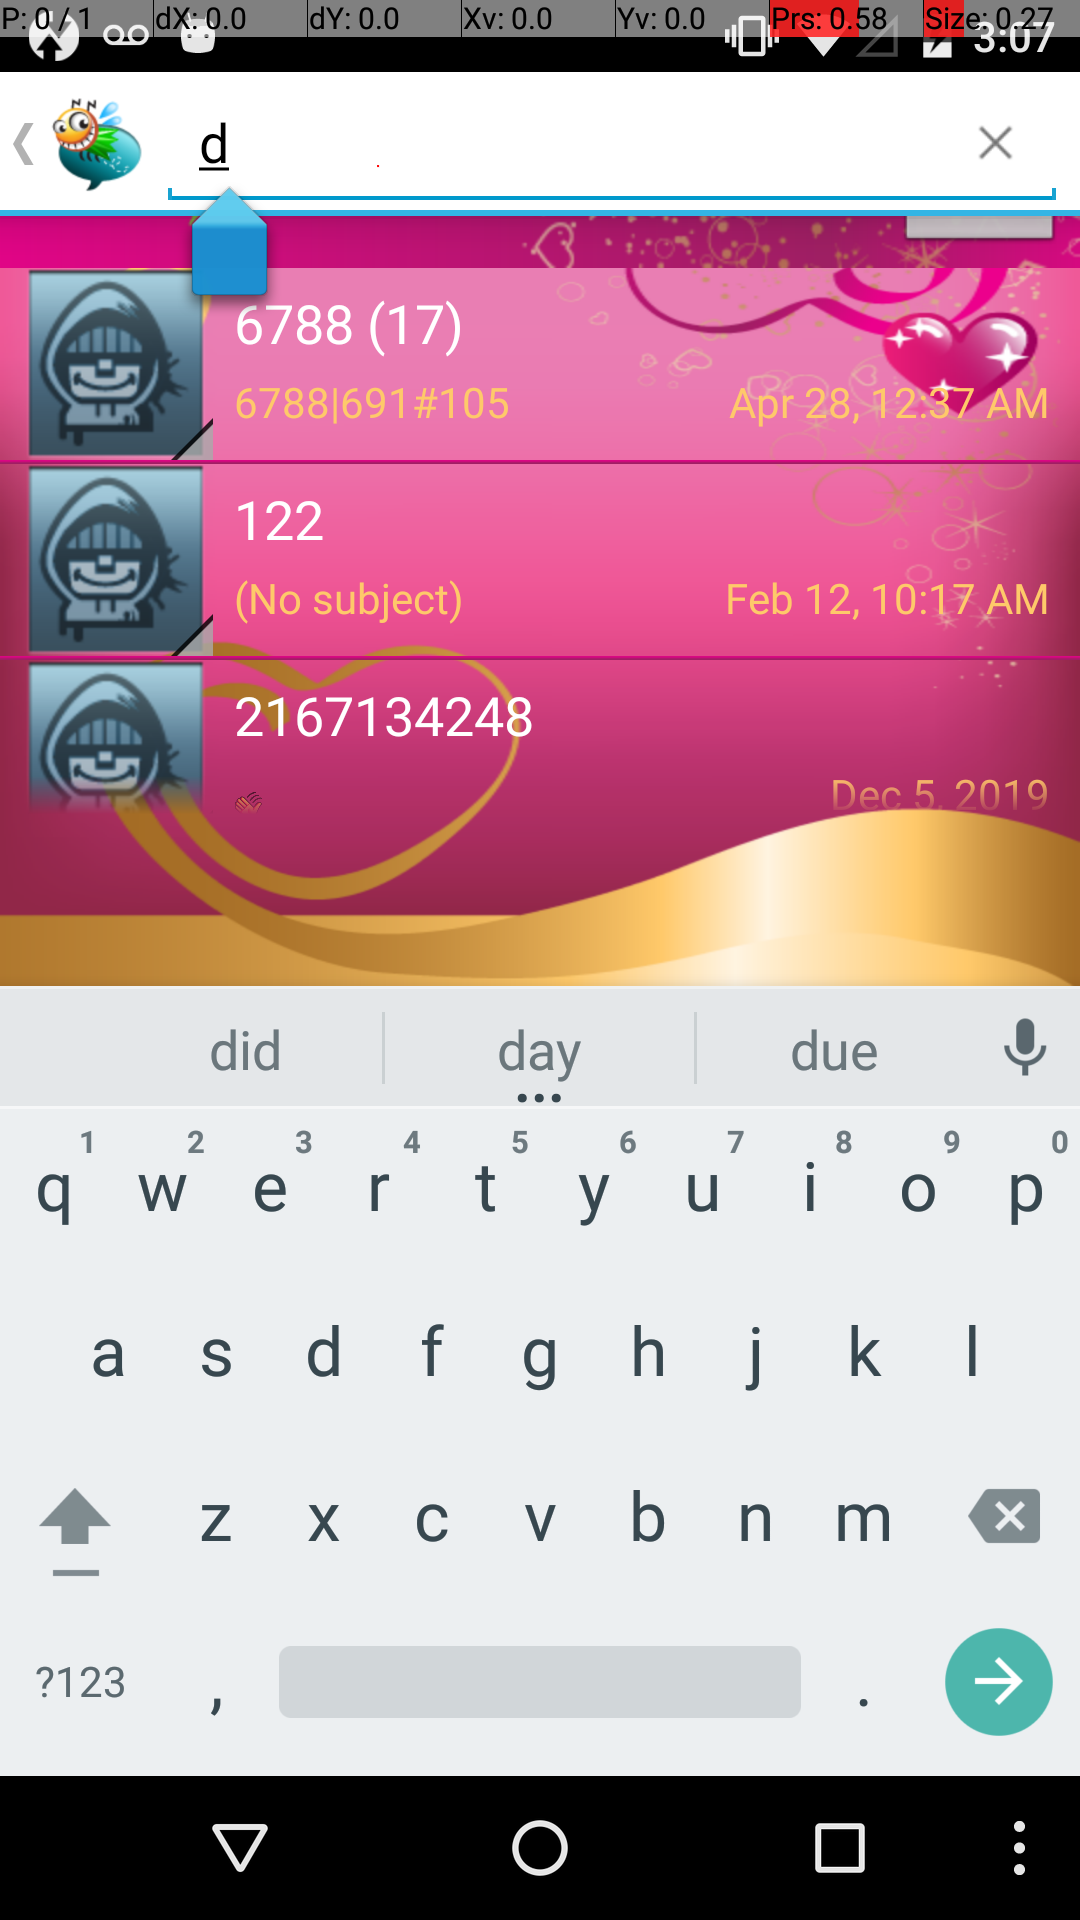 P: 0 / 1 dX: 0.0 dY: 0.0 Xv: 0.0 Yv: 0.0 Prs: 0.58 Size: 0.27
3:07
d
6788 (17)
6788|691#105 Apr 28, 12:37 AM
122
(No subject) Feb 12, 10:17 AM
2167134248
Dec 5, 2019
did day due
1 2 3 4 5 6 7 8 9 0
q w e r t y u i o p
a s d f g h j k l
z x c v b n m
?123 , .